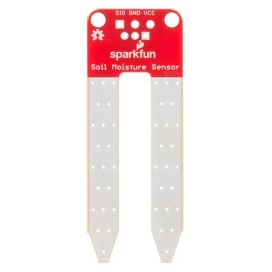 SIG GND VCC
sparkfun
Soil Moisture Sensor